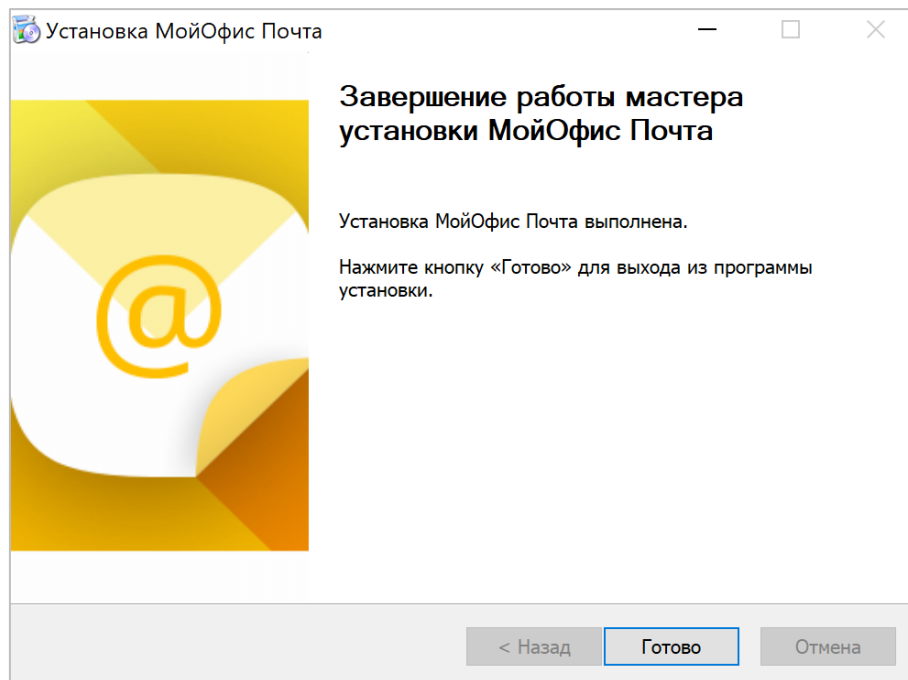 Установка МойОфис Почта
Завершение работы мастера
установки МойОфис Почта
Установка МойОфис Почта выполнена.
Нажмите кнопку «Готово» для выхода из программы
установки.
@
< Назад
Готово
Отмена